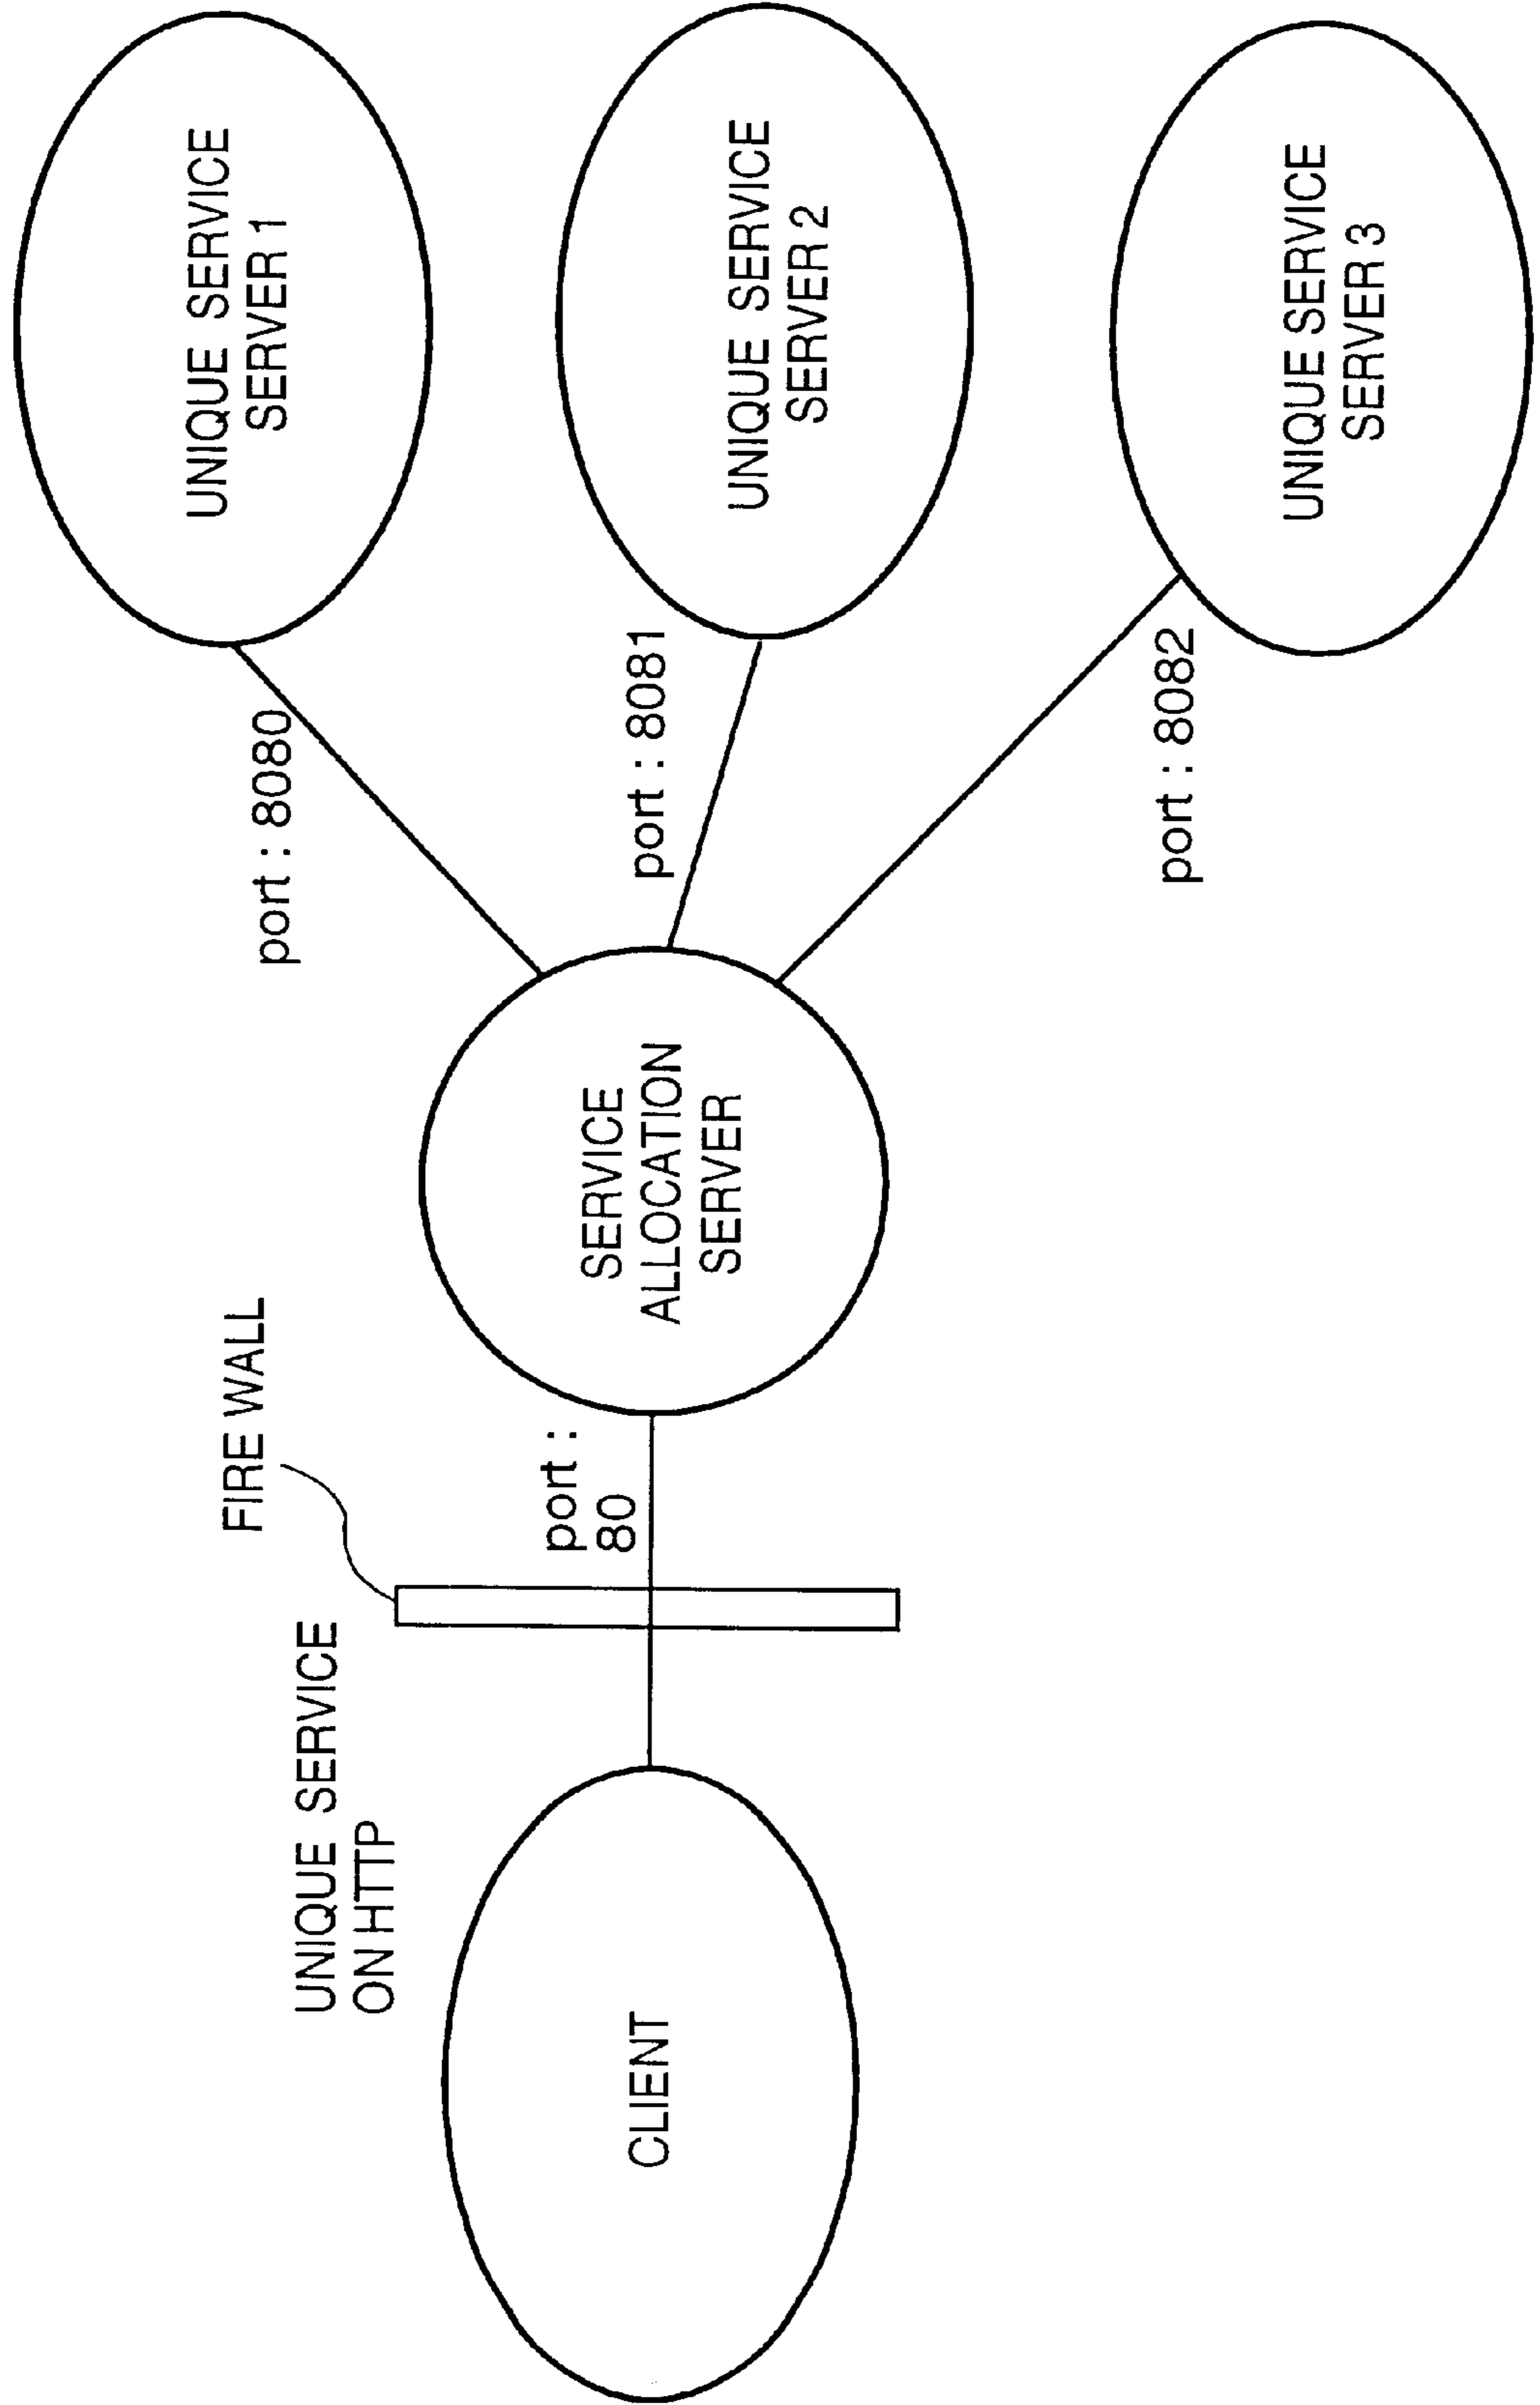 UNIQUE SERVICE
ON HTTP
FIRE WALL
CLIENT
port :
80
SERVICE
ALLOCATION
SERVER
port : 8080
port : 8081
port : 8082
UNIQUE SERVICE
SERVER 1
UNIQUE SERVICE
SERVER 2
UNIQUE SERVICE
SERVER 3